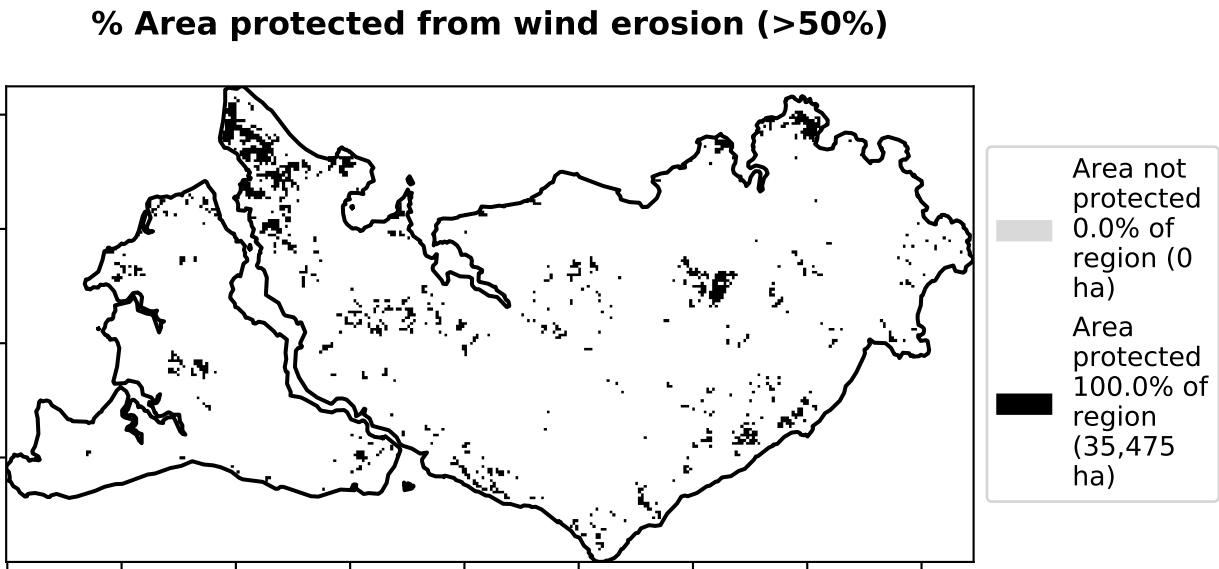 % Area protected from wind erosion (>50%)
Area not
protected
0.0% of
region (0
ha)
Area
protected
100.0% of
region
(35,475
ha)